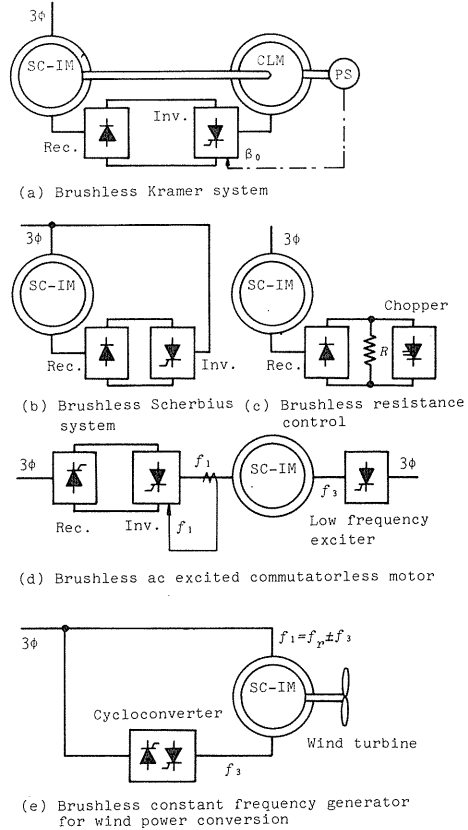 3ϕ
SC-IM
CLM
PS
Inv.
Rec.
β₀
(a) Brushless Kramer system
3ϕ
SC-IM
Rec.
Inv.
(b) Brushless Scherbius
system
3ϕ
SC-IM
Chopper
R
Rec.
(c) Brushless resistance
control
3ϕ
f₁
SC-IM
3ϕ
f₃
Rec.
Inv.
f₁
Low frequency
exciter
(d) Brushless ac excited commutatorless motor
3ϕ
f₁=fᵣ±f₃
SC-IM
Cycloconverter
Wind turbine
f₃
(e) Brushless constant frequency generator
for wind power conversion